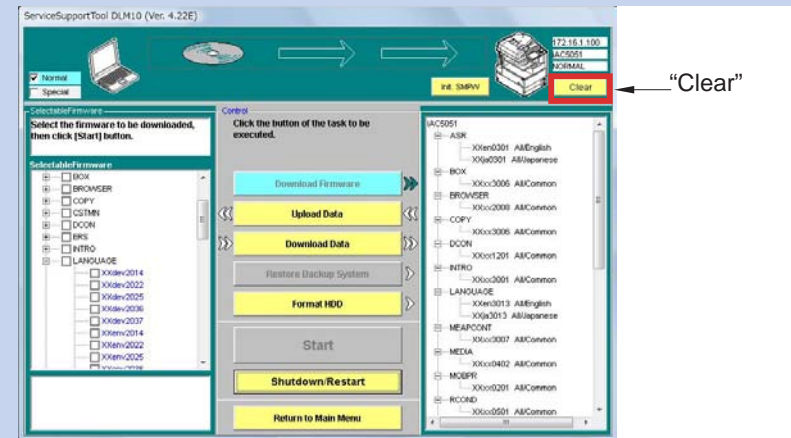 ServiceSupportTool DLM10 (Ver. 4.22E)
172.16.1.100
iAC5051
NORMAL
Normal
Special
Init. SMPW
Clear
“Clear”
SelectableFirmware
Select the firmware to be downloaded,
then click [Start] button.
SelectableFirmware
BOX
BROWSER
COPY
CSTMN
DCON
ERS
INTRO
LANGUAGE
XXdev2014
XXdev2022
XXdev2025
XXdev2036
XXdev2037
XXenv2014
XXenv2022
XXenv2025
Control
Click the button of the task to be
executed.
Download Firmware
Upload Data
Download Data
Restore Backup System
Format HDD
Start
Shutdown/Restart
Return to Main Menu
iAC5051
ASR
XXen0301 All/English
XXja0301 All/Japanese
BOX
XXxx3006 All/Common
BROWSER
XXxx2008 All/Common
COPY
XXxx3006 All/Common
DCON
XXxx1201 All/Common
INTRO
XXxx2001 All/Common
LANGUAGE
XXen3013 All/English
XXja3013 All/Japanese
MEAPCONT
XXxx3007 All/Common
MEDIA
XXxx0402 All/Common
MOBPR
XXxx0201 All/Common
RCOND
XXxx0501 All/Common